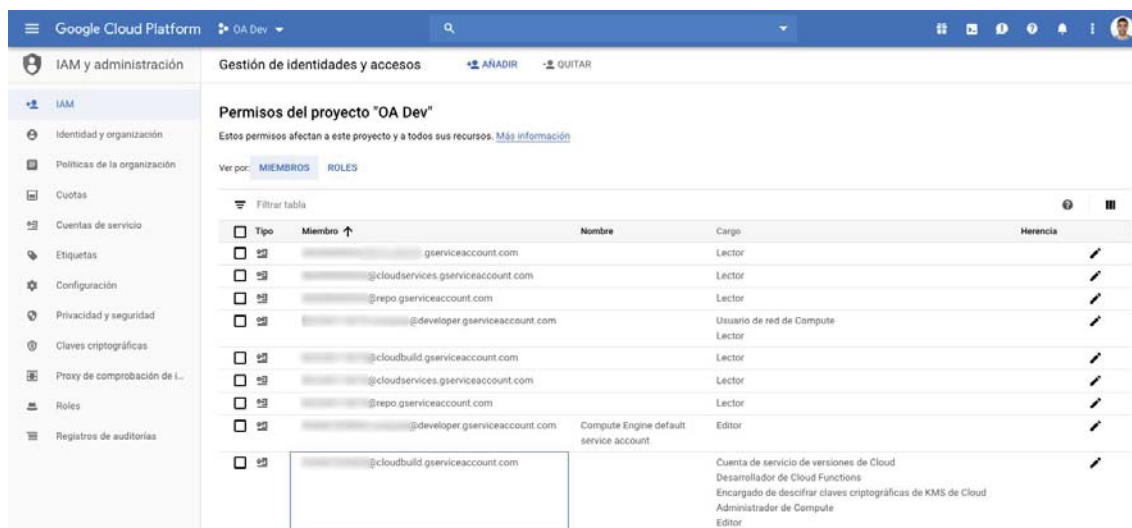 Google Cloud Platform OA Dev
IAM y administración
Gestión de identidades y accesos AÑADIR QUITAR
IAM
Identidad y organización
Políticas de la organización
Cuotas
Cuentas de servicio
Etiquetas
Configuración
Privacidad y seguridad
Claves criptográficas
Proxy de comprobación de i...
Roles
Registros de auditorías
Permisos del proyecto "OA Dev"
Estos permisos afectan a este proyecto y a todos sus recursos. Más información
Ver por: MIEMBROS ROLES
Filtrar tabla
Tipo Miembro Nombre Cargo Herencia
gserviceaccount.com Lector
@cloudservices.gserviceaccount.com Lector
@repo.gserviceaccount.com Lector
@developer.gserviceaccount.com Usuario de red de Compute
Lector
@cloudbuild.gserviceaccount.com Lector
@cloudservices.gserviceaccount.com Lector
@repo.gserviceaccount.com Lector
@developer.gserviceaccount.com Compute Engine default Editor
service account
@cloudbuild.gserviceaccount.com Cuenta de servicio de versiones de Cloud
Desarrollador de Cloud Functions
Encargado de descifrar claves criptográficas de KMS de Cloud
Administrador de Compute
Editor